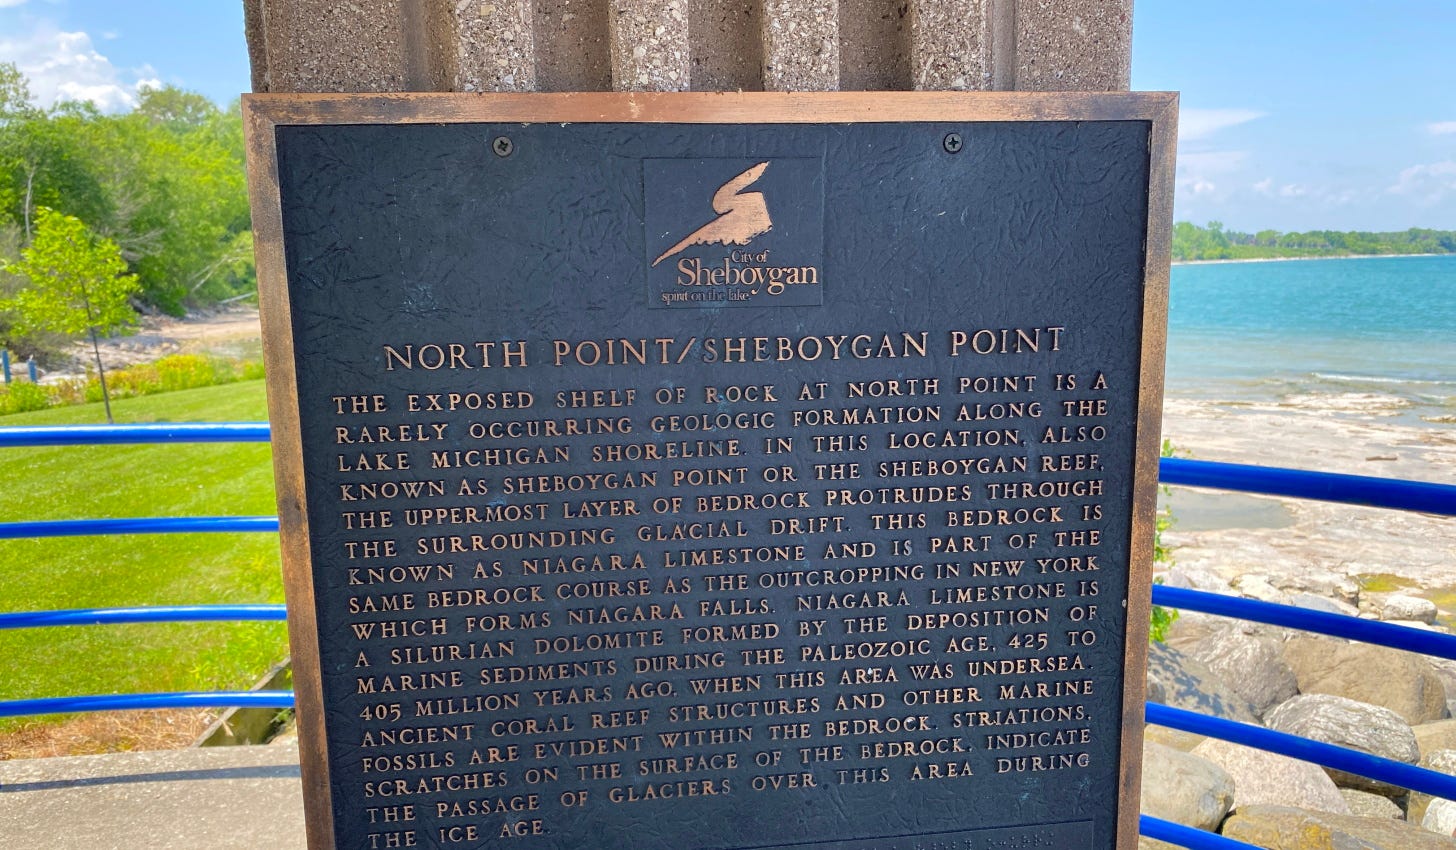 City of
Sheboygan
spirit on the lake
NORTH POINT/SHEBOYGAN POINT
THE EXPOSED SHELF OF ROCK AT NORTH POINT IS A
RARELY OCCURRING GEOLOGIC FORMATION ALONG THE
LAKE MICHIGAN SHORELINE. IN THIS LOCATION, ALSO
KNOWN AS SHEBOYGAN POINT OR THE SHEBOYGAN REEF,
THE UPPERMOST LAYER OF BEDROCK PROTRUDES THROUGH
THE SURROUNDING GLACIAL DRIFT. THIS BEDROCK IS
KNOWN AS NIAGARA LIMESTONE AND IS PART OF THE
SAME BEDROCK COURSE AS THE OUTCROPPING IN NEW YORK
WHICH FORMS NIAGARA FALLS. NIAGARA LIMESTONE IS
A SILURIAN DOLOMITE FORMED BY THE DEPOSITION OF
MARINE SEDIMENTS DURING THE PALEOZOIC AGE, 425 TO
405 MILLION YEARS AGO, WHEN THIS AREA WAS UNDERSEA.
ANCIENT CORAL REEF STRUCTURES AND OTHER MARINE
FOSSILS ARE EVIDENT WITHIN THE BEDROCK. STRIATIONS,
SCRATCHES ON THE SURFACE OF THE BEDROCK, INDICATE
THE PASSAGE OF GLACIERS OVER THIS AREA DURING
THE ICE AGE.